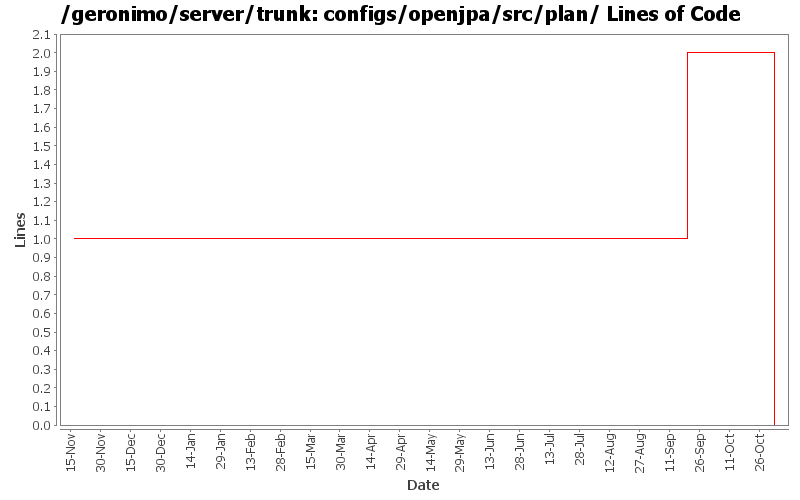 /geronimo/server/trunk: configs/openjpa/src/plan/ Lines of Code
2.1
2.0
1.9
1.8
1.7
1.6
1.5
1.4
1.3
1.2
1.1
1.0
0.9
0.8
0.7
0.6
0.5
0.4
0.3
0.2
0.1
0.0
Lines
15-Nov
30-Nov
15-Dec
30-Dec
14-Jan
29-Jan
13-Feb
28-Feb
15-Mar
30-Mar
14-Apr
29-Apr
14-May
29-May
13-Jun
28-Jun
13-Jul
28-Jul
12-Aug
27-Aug
11-Sep
26-Sep
11-Oct
26-Oct
Date